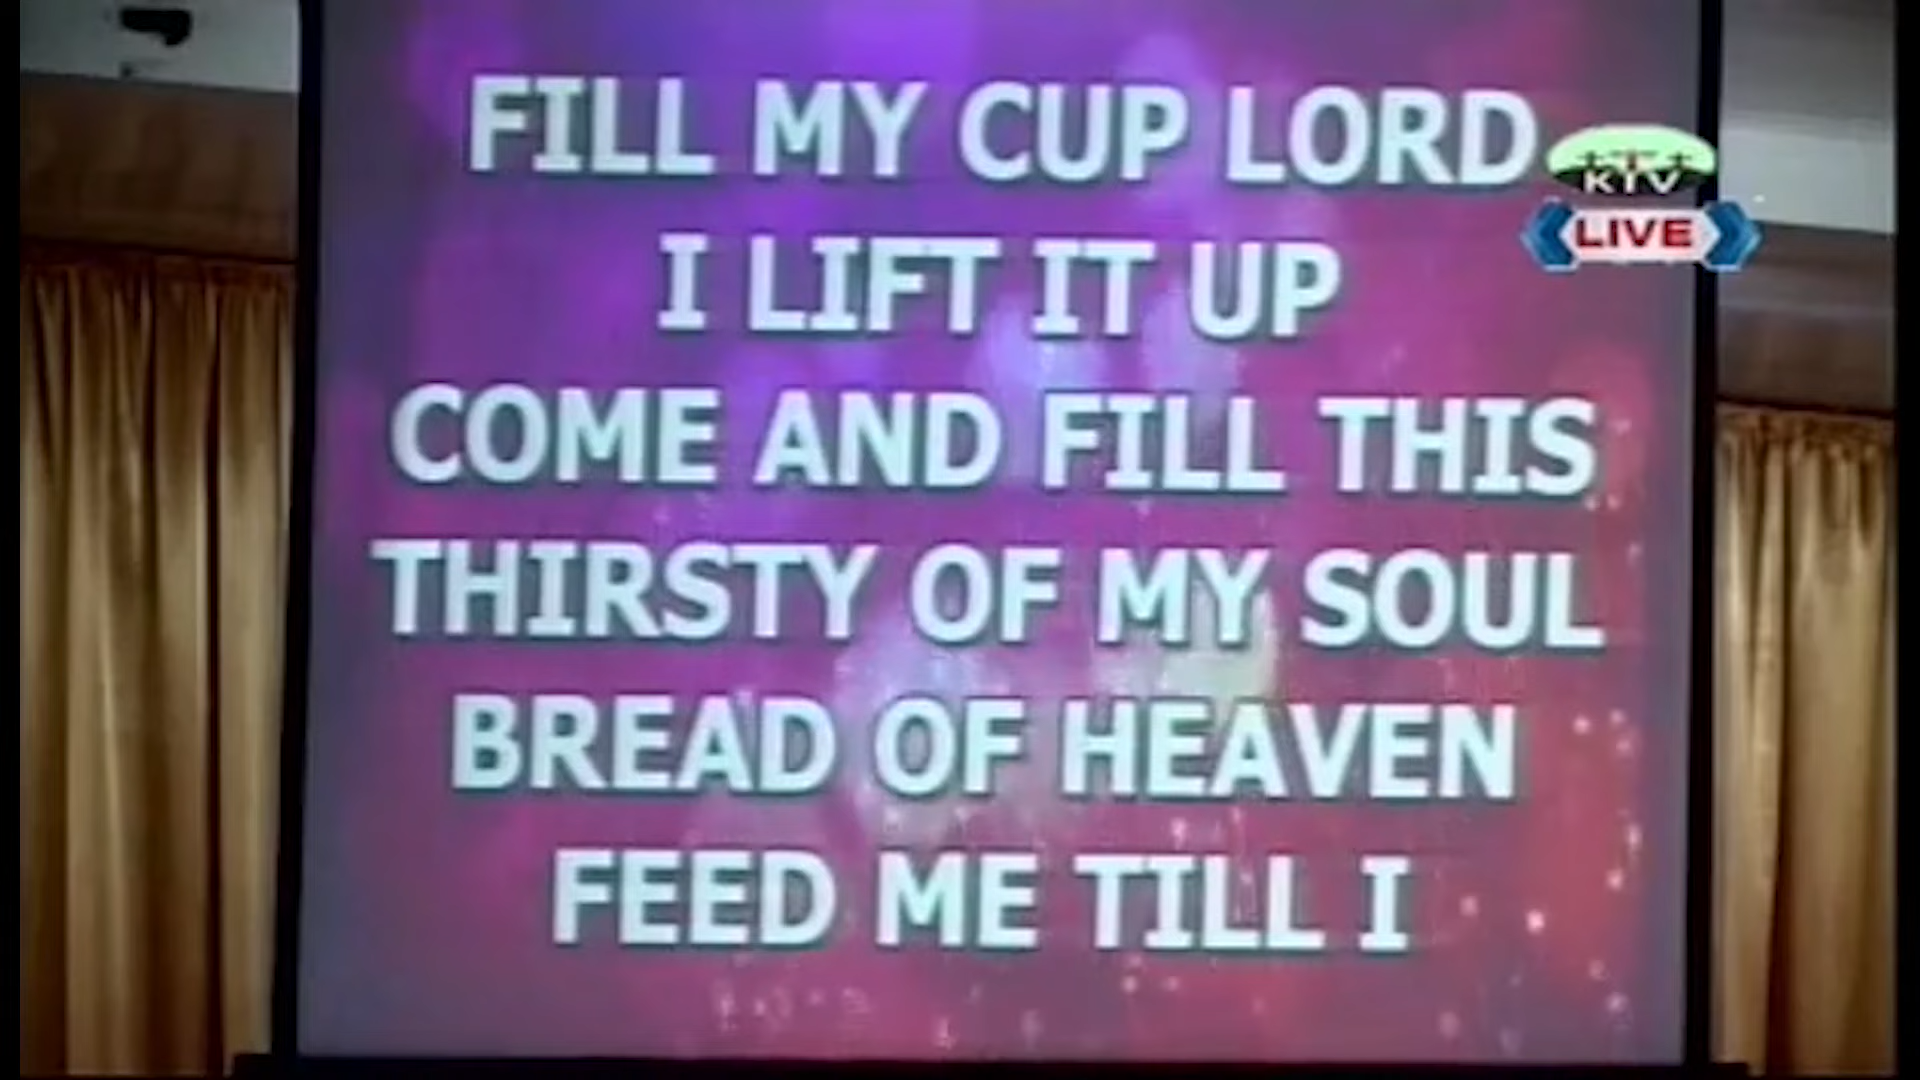 FILL MY CUP LORD
I LIFT IT UP
COME AND FILL THIS
THIRSTY OF MY SOUL
BREAD OF HEAVEN
FEED ME TILL I
KTV
LIVE